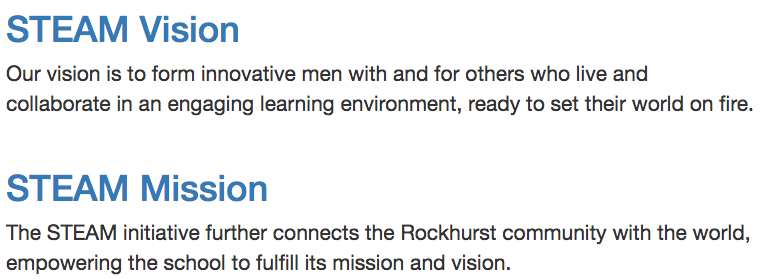 STEAM Vision
Our vision is to form innovative men with and for others who live and
collaborate in an engaging learning environment, ready to set their world on fire.
STEAM Mission
The STEAM initiative further connects the Rockhurst community with the world,
empowering the school to fulfill its mission and vision.